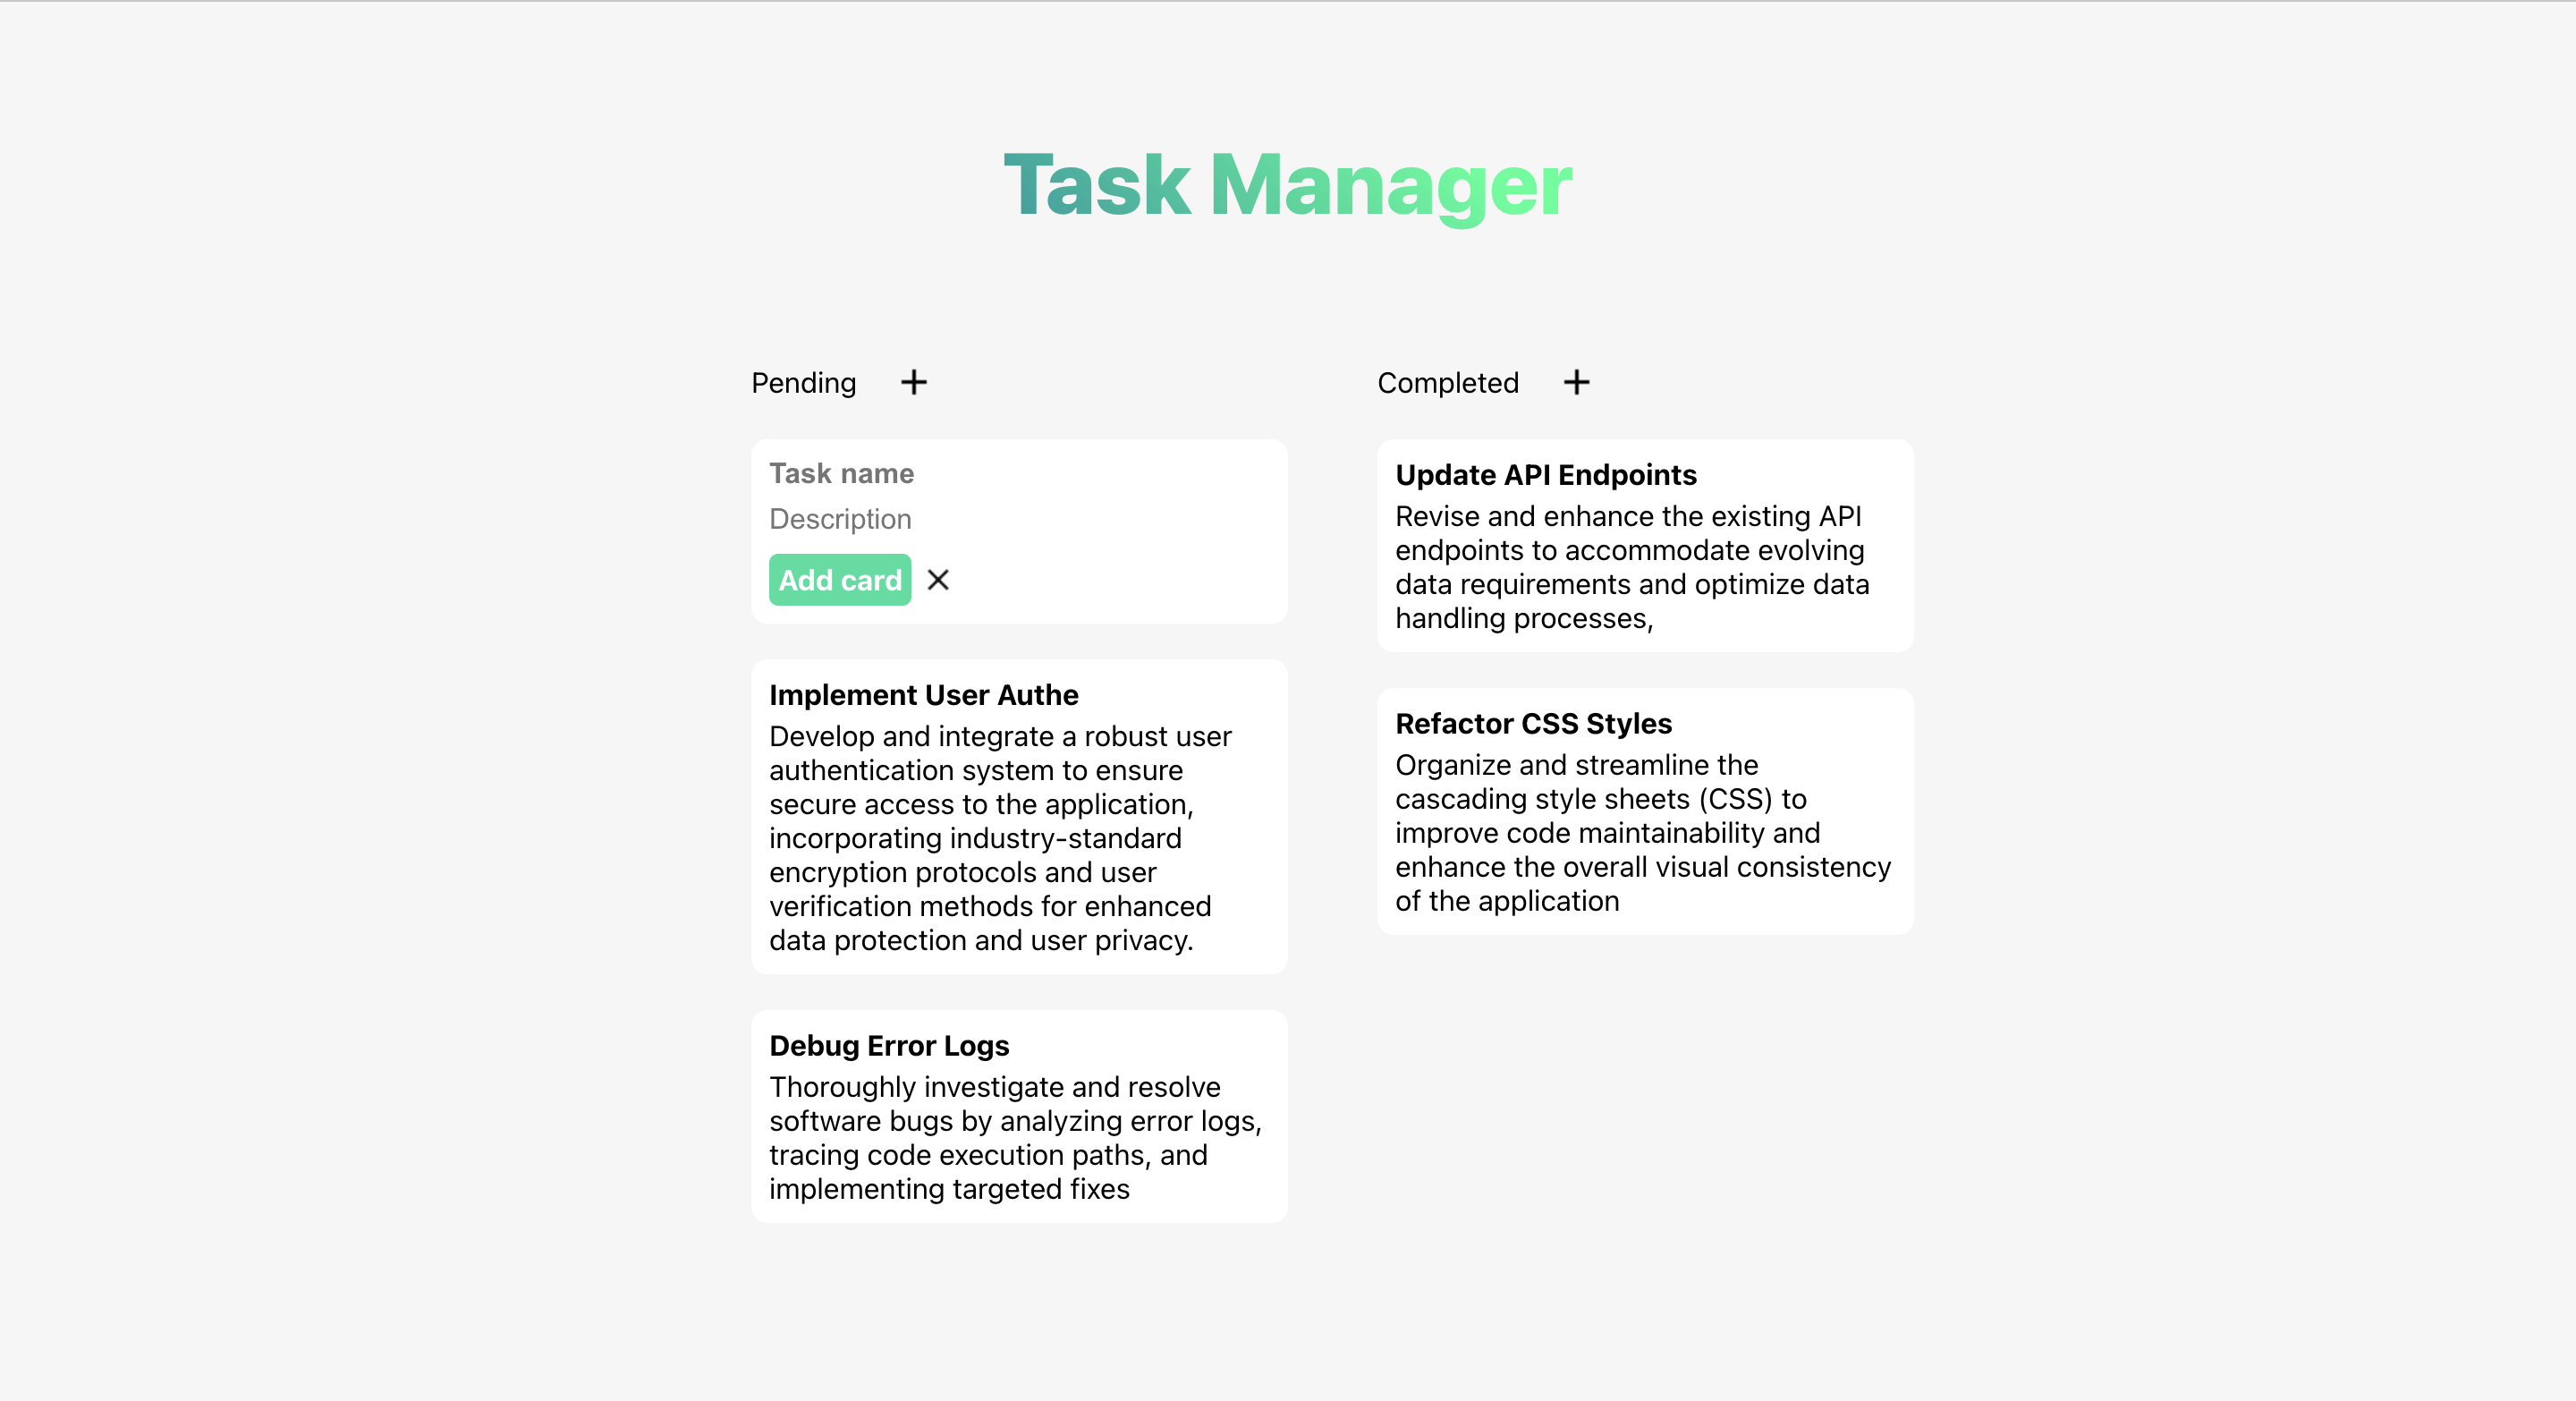 Task Manager
Pending
Task name
Description
Add card
Implement User Authe
Develop and integrate a robust user
authentication system to ensure
secure access to the application,
incorporating industry-standard
encryption protocols and user
verification methods for enhanced
data protection and user privacy.
Debug Error Logs
Thoroughly investigate and resolve
software bugs by analyzing error logs,
tracing code execution paths, and
implementing targeted fixes
Completed
Update API Endpoints
Revise and enhance the existing API
endpoints to accommodate evolving
data requirements and optimize data
handling processes,
Refactor CSS Styles
Organize and streamline the
cascading style sheets (CSS) to
improve code maintainability and
enhance the overall visual consistency
of the application